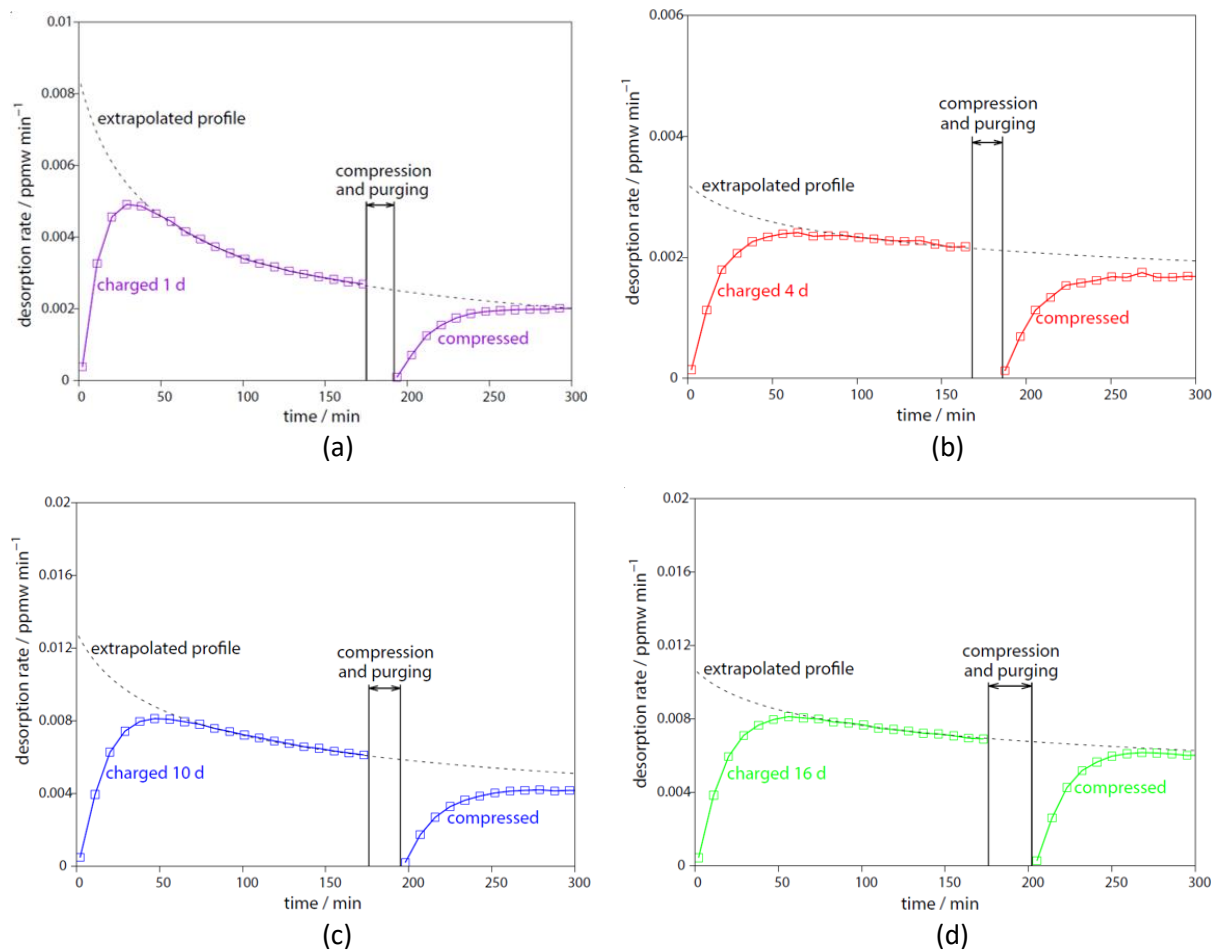 0.01
0.008
0.006
0.004
0.002
0
desorption rate / ppmw min⁻¹
extrapolated profile
compression
and purging
charged 1 d
compressed
0 50 100 150 200 250 300
time / min
(a)
0.006
0.004
0.002
0
desorption rate / ppmw min⁻¹
compression
and purging
extrapolated profile
charged 4 d
compressed
0 50 100 150 200 250 300
time / min
(b)
0.02
0.016
0.012
0.008
0.004
0
desorption rate / ppmw min⁻¹
extrapolated profile
compression
and purging
charged 10 d
compressed
0 50 100 150 200 250 300
time / min
(c)
0.02
0.016
0.012
0.008
0.004
0
desorption rate / ppmw min⁻¹
compression
and purging
extrapolated profile
charged 16 d
compressed
0 50 100 150 200 250 300
time / min
(d)